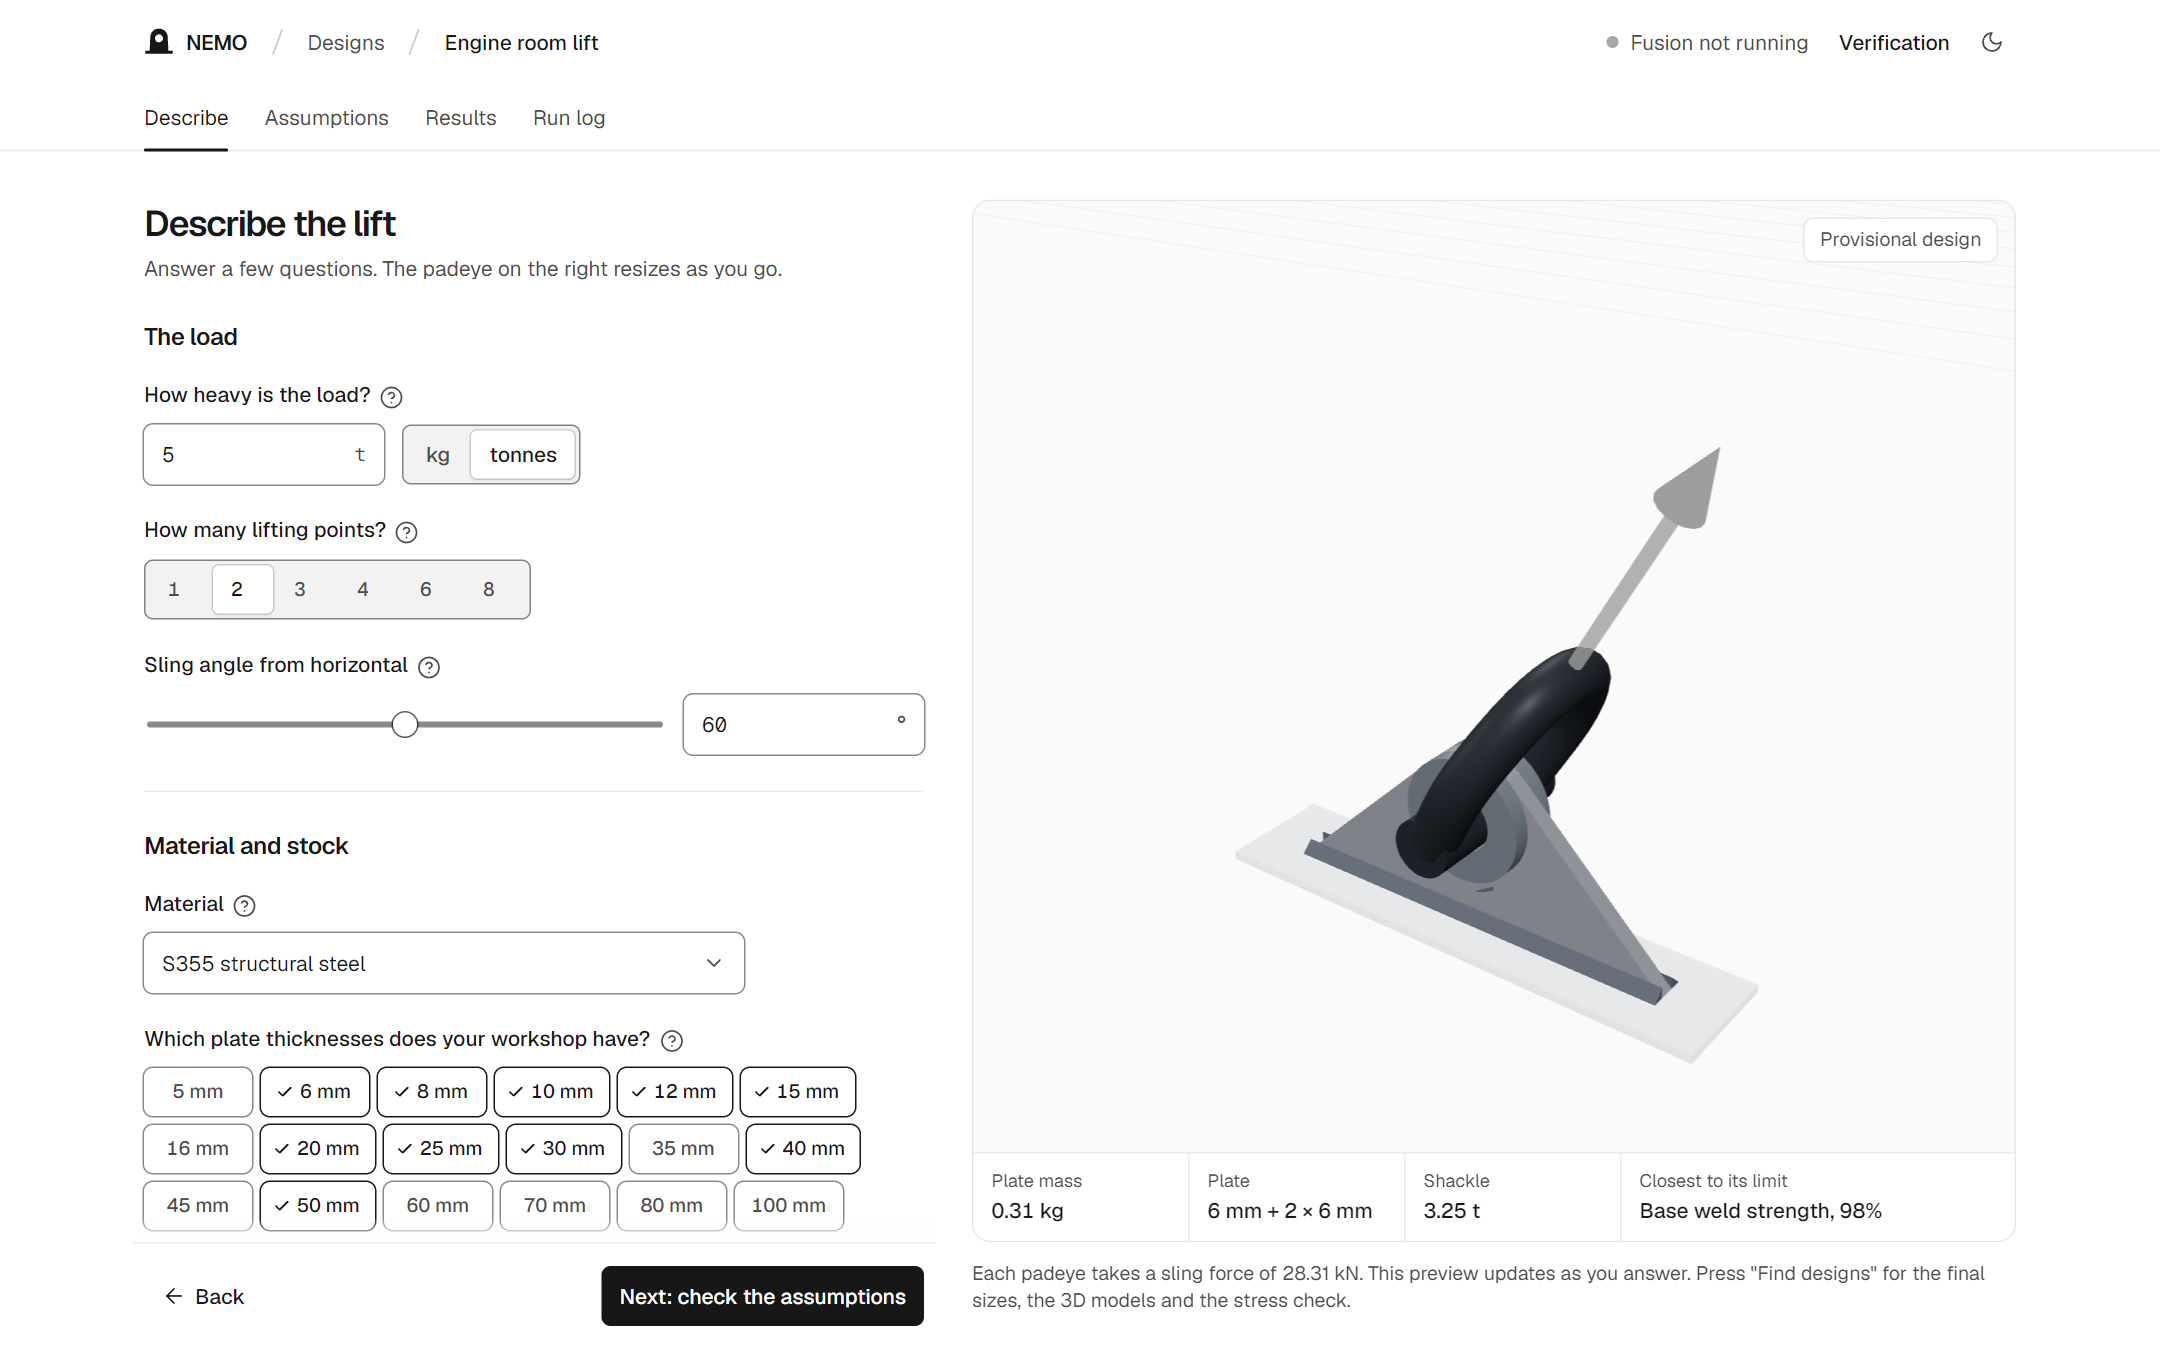 NEMO / Designs / Engine room lift
Fusion not running Verification
Describe Assumptions Results Run log
Describe the lift
Answer a few questions. The padeye on the right resizes as you go.
The load
How heavy is the load? ?
5 t kg tonnes
How many lifting points? ?
1 2 3 4 6 8
Sling angle from horizontal ?
60 °
Material and stock
Material ?
S355 structural steel
Which plate thicknesses does your workshop have? ?
5 mm ✓ 6 mm ✓ 8 mm ✓ 10 mm ✓ 12 mm ✓ 15 mm
16 mm ✓ 20 mm ✓ 25 mm ✓ 30 mm 35 mm ✓ 40 mm
45 mm ✓ 50 mm 60 mm 70 mm 80 mm 100 mm
← Back
Next: check the assumptions
Provisional design
Plate mass
0.31 kg
Plate
6 mm + 2 × 6 mm
Shackle
3.25 t
Closest to its limit
Base weld strength, 98%
Each padeye takes a sling force of 28.31 kN. This preview updates as you answer. Press "Find designs" for the final
sizes, the 3D models and the stress check.